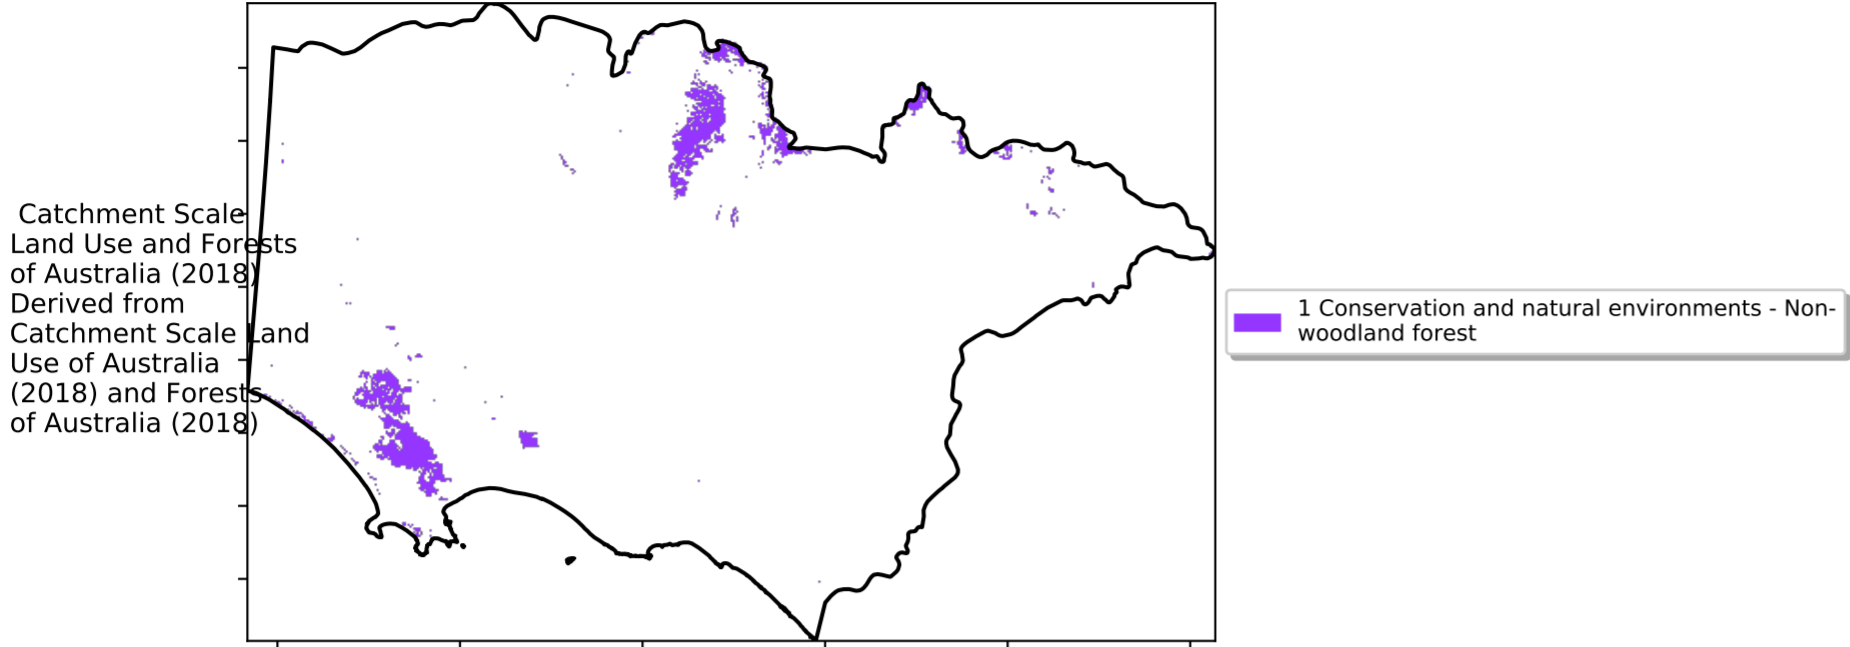 Catchment Scale
Land Use and Forests
of Australia (2018)
Derived from
Catchment Scale Land
Use of Australia
(2018) and Forests
of Australia (2018)
1 Conservation and natural environments - Non-
woodland forest